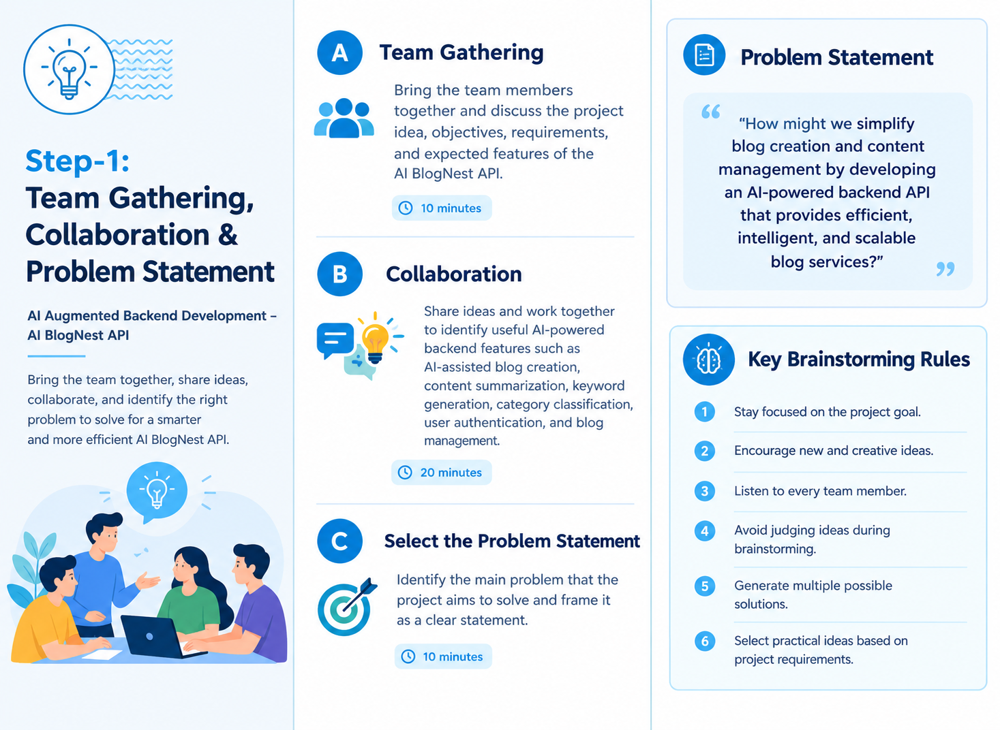 Step-1:
Team Gathering,
Collaboration &
Problem Statement
AI Augmented Backend Development –
AI BlogNest API
Bring the team together, share ideas,
collaborate, and identify the right
problem to solve for a smarter
and more efficient AI BlogNest API.
A
Team Gathering
Bring the team members
together and discuss the project
idea, objectives, requirements,
and expected features of the
AI BlogNest API.
10 minutes
B
Collaboration
Share ideas and work together
to identify useful AI-powered
backend features such as
AI-assisted blog creation,
content summarization, keyword
generation, category classification,
user authentication, and blog
management.
20 minutes
C
Select the Problem Statement
Identify the main problem that the
project aims to solve and frame it
as a clear statement.
10 minutes
Problem Statement
“
“How might we simplify
blog creation and content
management by developing
an AI-powered backend API
that provides efficient,
intelligent, and scalable
blog services?”
”
Key Brainstorming Rules
1 Stay focused on the project goal.
2 Encourage new and creative ideas.
3 Listen to every team member.
4 Avoid judging ideas during
brainstorming.
5 Generate multiple possible
solutions.
6 Select practical ideas based on
project requirements.